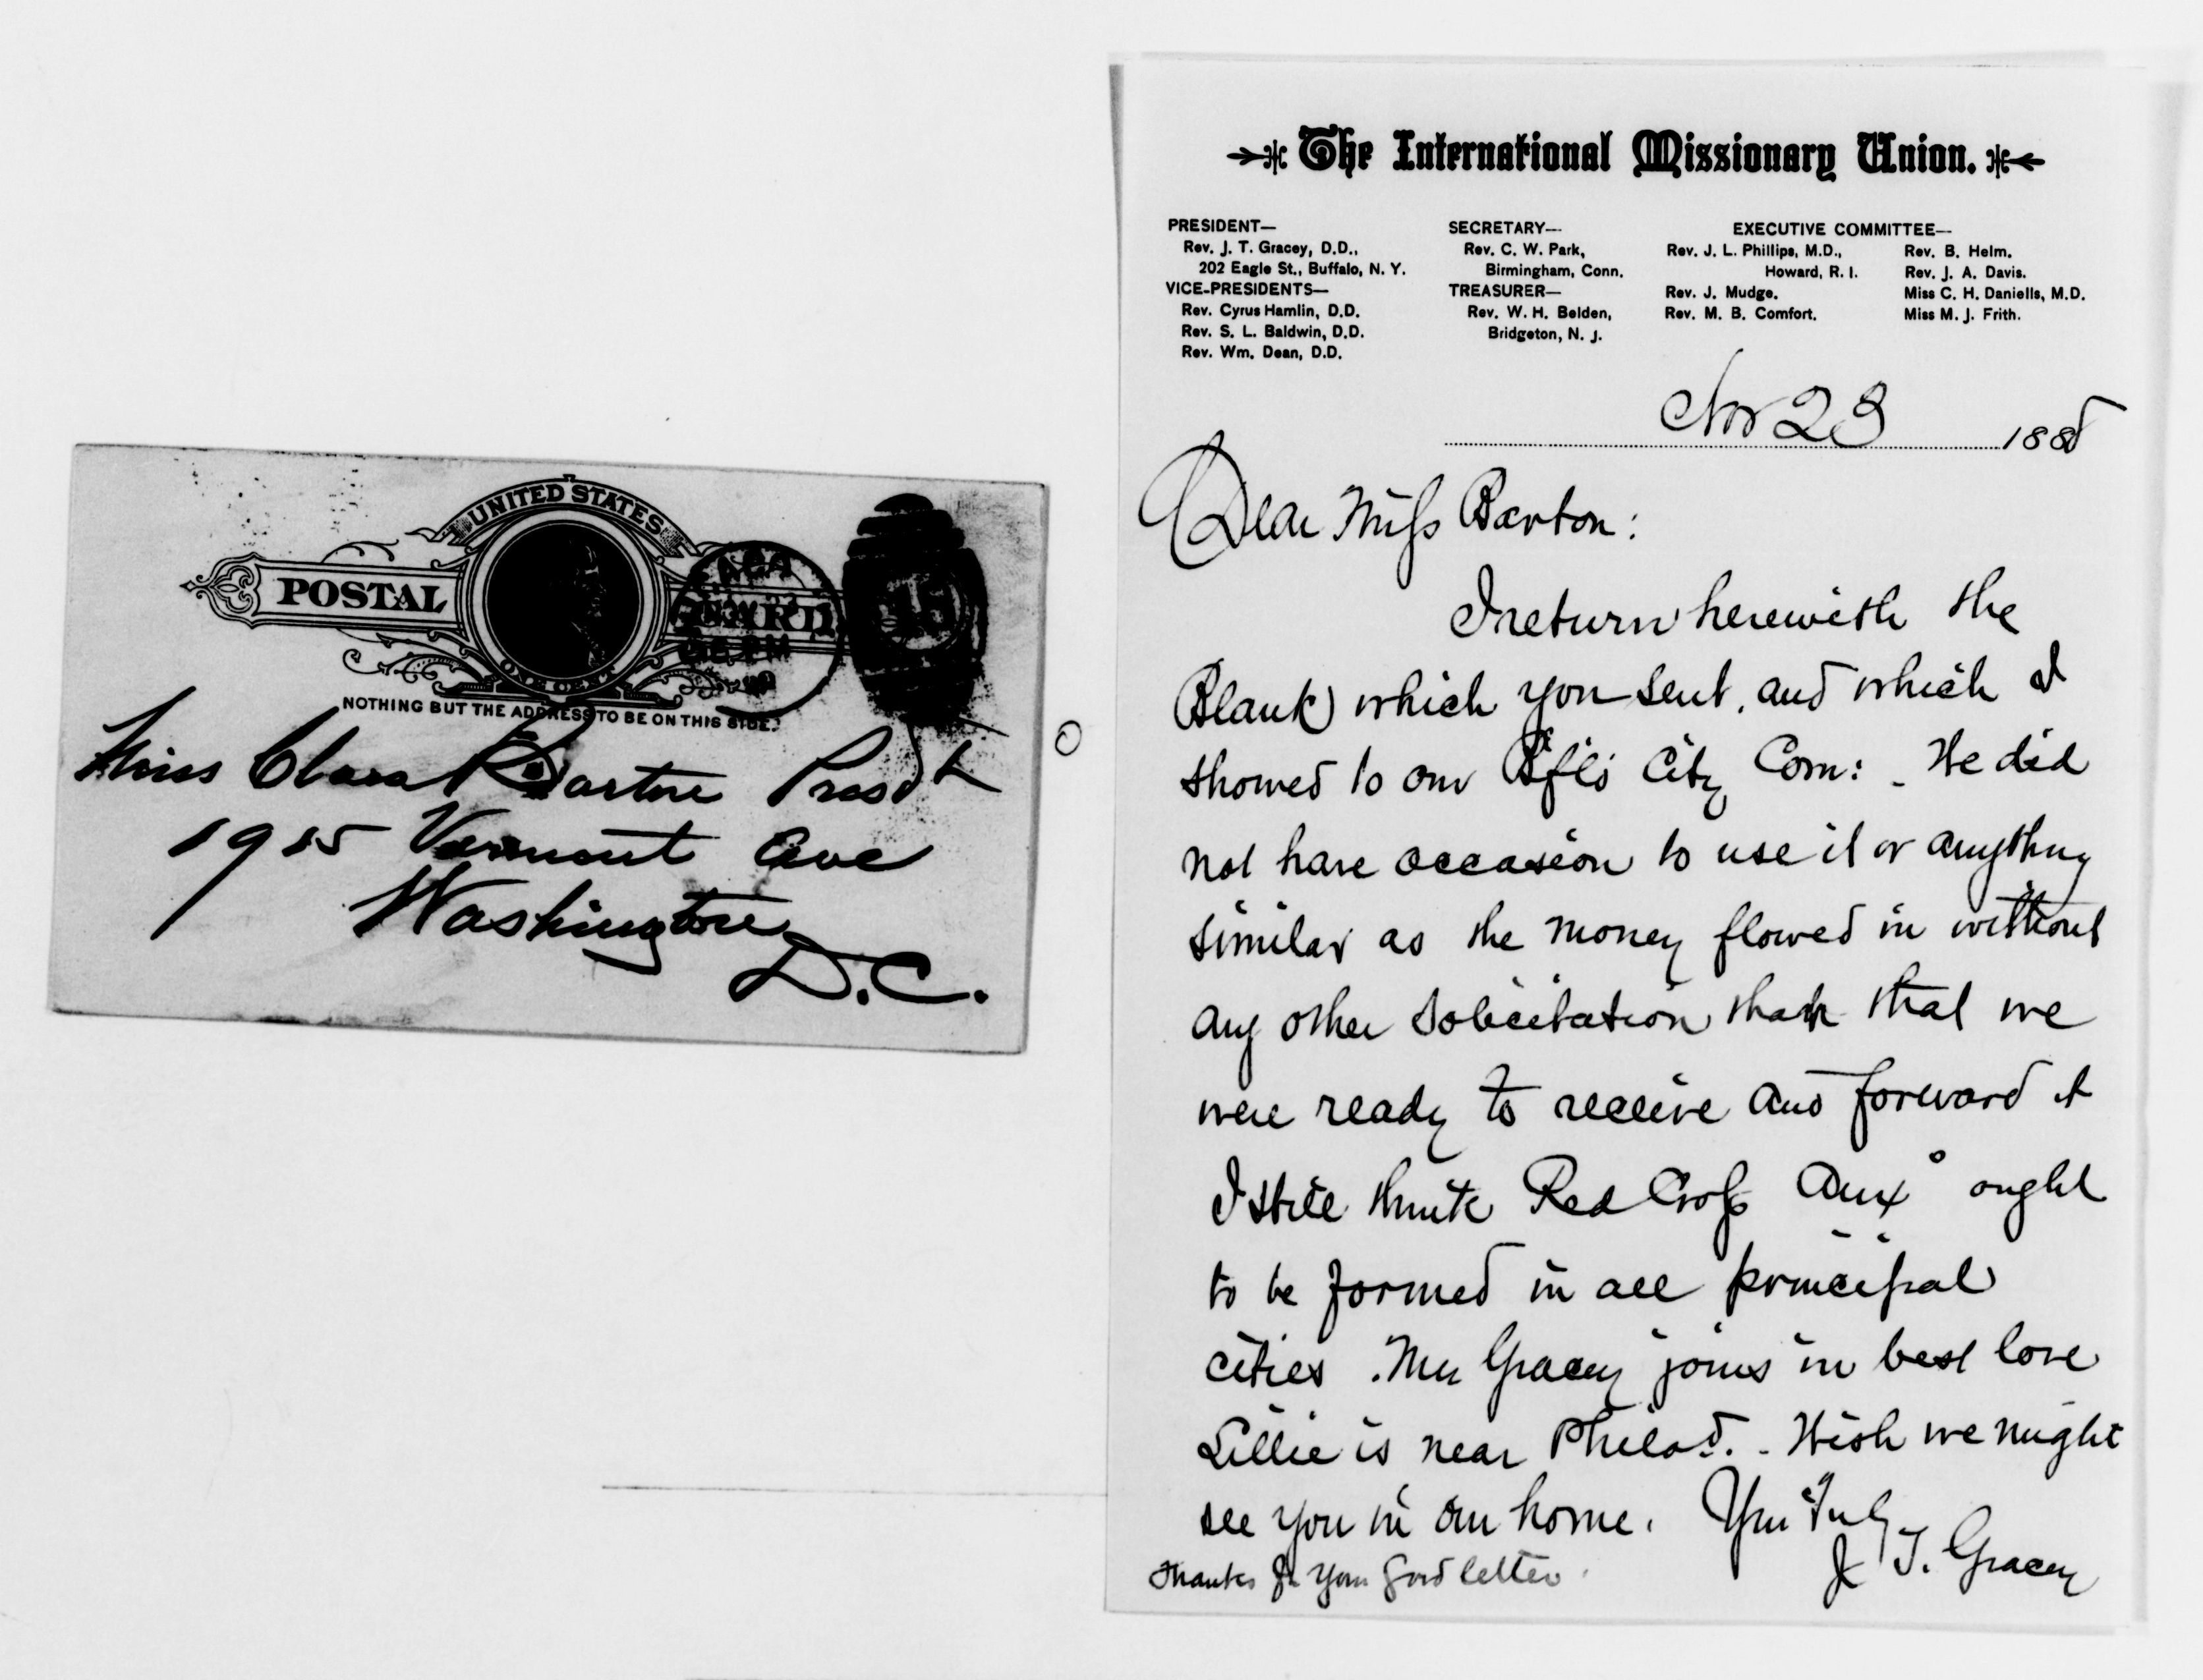 UNITED STATES
POSTAL CARD
ONE CENT
NOTHING BUT THE ADDRESS TO BE ON THIS SIDE.
Miss Clara Barton Presdt
1915 Vermont Ave
Washington
D.C.
The International Missionary Union.
PRESIDENT—
Rev. J. T. Gracey, D.D.,
202 Eagle St., Buffalo, N. Y.
VICE-PRESIDENTS—
Rev. Cyrus Hamlin, D.D.
Rev. S. L. Baldwin, D.D.
Rev. Wm. Dean, D.D.
SECRETARY—
Rev. C. W. Park,
Birmingham, Conn.
TREASURER—
Rev. W. H. Belden,
Bridgeton, N. J.
EXECUTIVE COMMITTEE—
Rev. J. L. Phillips, M.D.,
Howard, R. I.
Rev. J. Mudge.
Rev. M. B. Comfort.
Rev. B. Helm.
Rev. J. A. Davis.
Miss C. H. Daniells, M.D.
Miss M. J. Frith.
Nov 23 1888
Dear Miss Barton:
I return herewith the
Blank which you sent, and which I
showed to our Bflo City Com: - We did
not have occasion to use it or anything
similar as the money flowed in without
any other solicitation than that we
were ready to receive and forward it
I still think Red Cross Aux° ought
to be formed in all principal
cities. Mrs Gracey joins in best love
Lillie is near Philad. - Wish we might
see you in our home. Yrs Truly
J. T. Gracey
Thanks for your good letter.